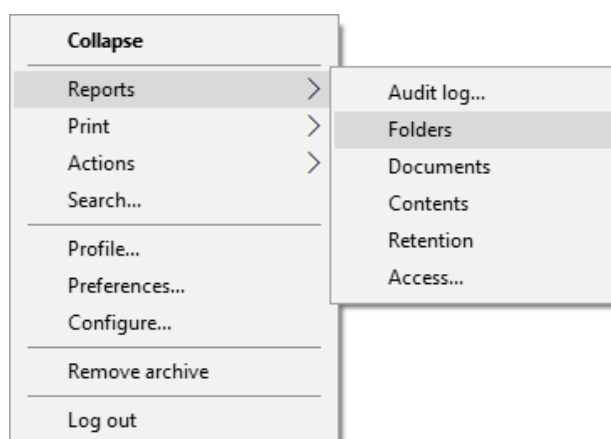 Collapse
Reports
Print
Actions
Search...
Profile...
Preferences...
Configure...
Remove archive
Log out
Audit log...
Folders
Documents
Contents
Retention
Access...